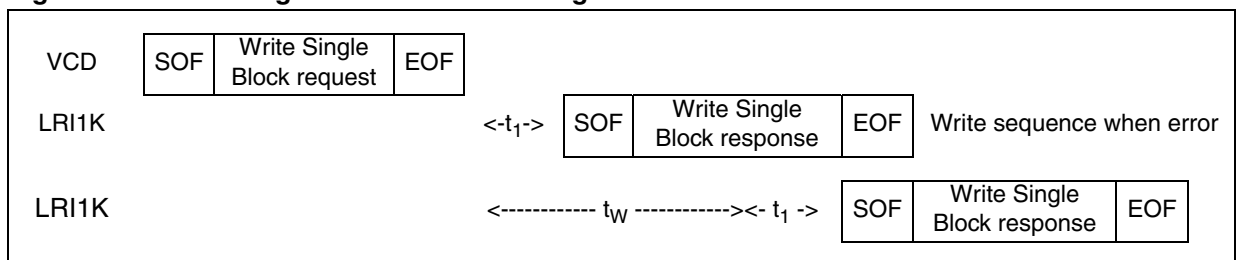 VCD SOF Write Single Block request EOF
LRI1K <-t1-> SOF Write Single Block response EOF Write sequence when error
LRI1K <------------ tW ------------><- t1 -> SOF Write Single Block response EOF